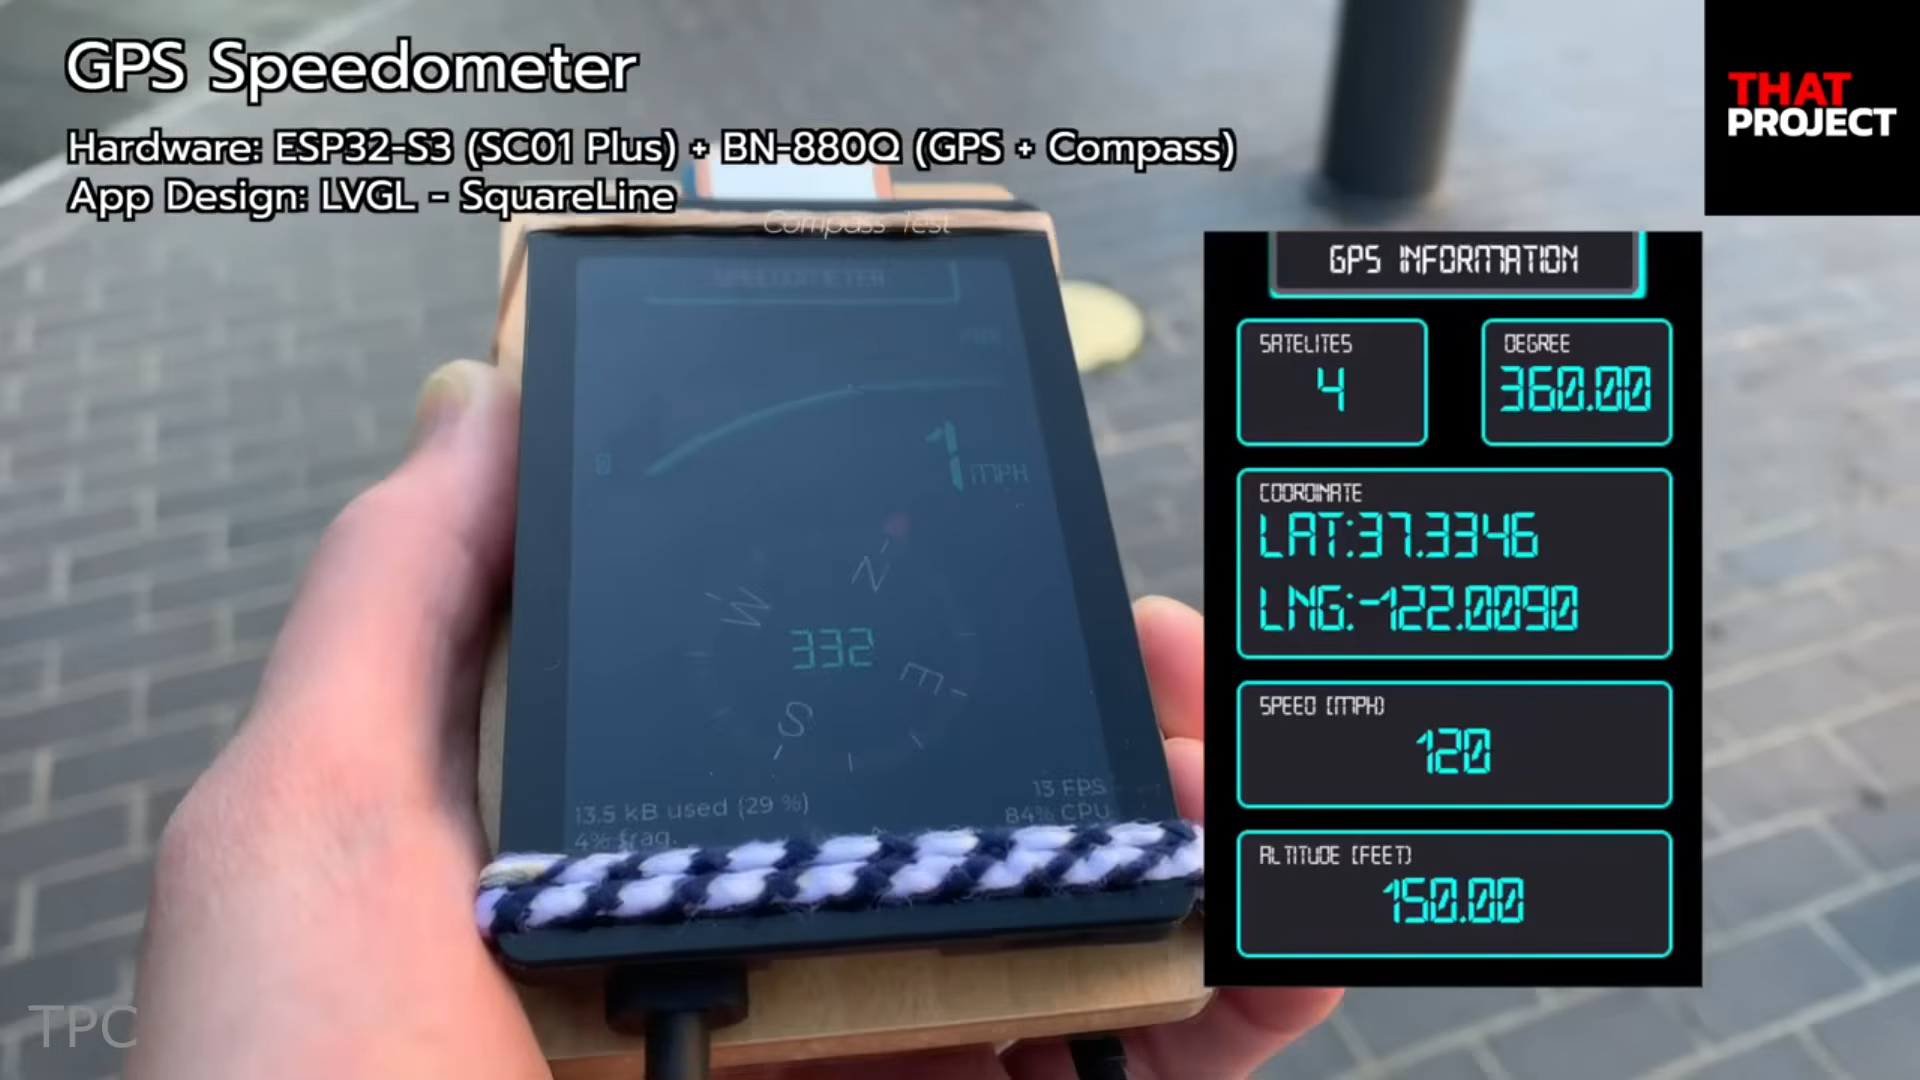 GPS Speedometer
Hardware: ESP32-S3 (SC01 Plus) + BN-880Q (GPS + Compass)
App Design: LVGL - SquareLine
THAT
PROJECT
Compass Test
SPEEDOMETER
0
1
MPH
N
W
332
E
S
13.5 kB used (29 %)
4% frag.
13 FPS
84% CPU
GPS INFORMATION
SATELITES
4
DEGREE
360.00
COORDINATE
LAT:37.3346
LNG:-122.0090
SPEED (MPH)
120
ALTITUDE (FEET)
150.00
TPC